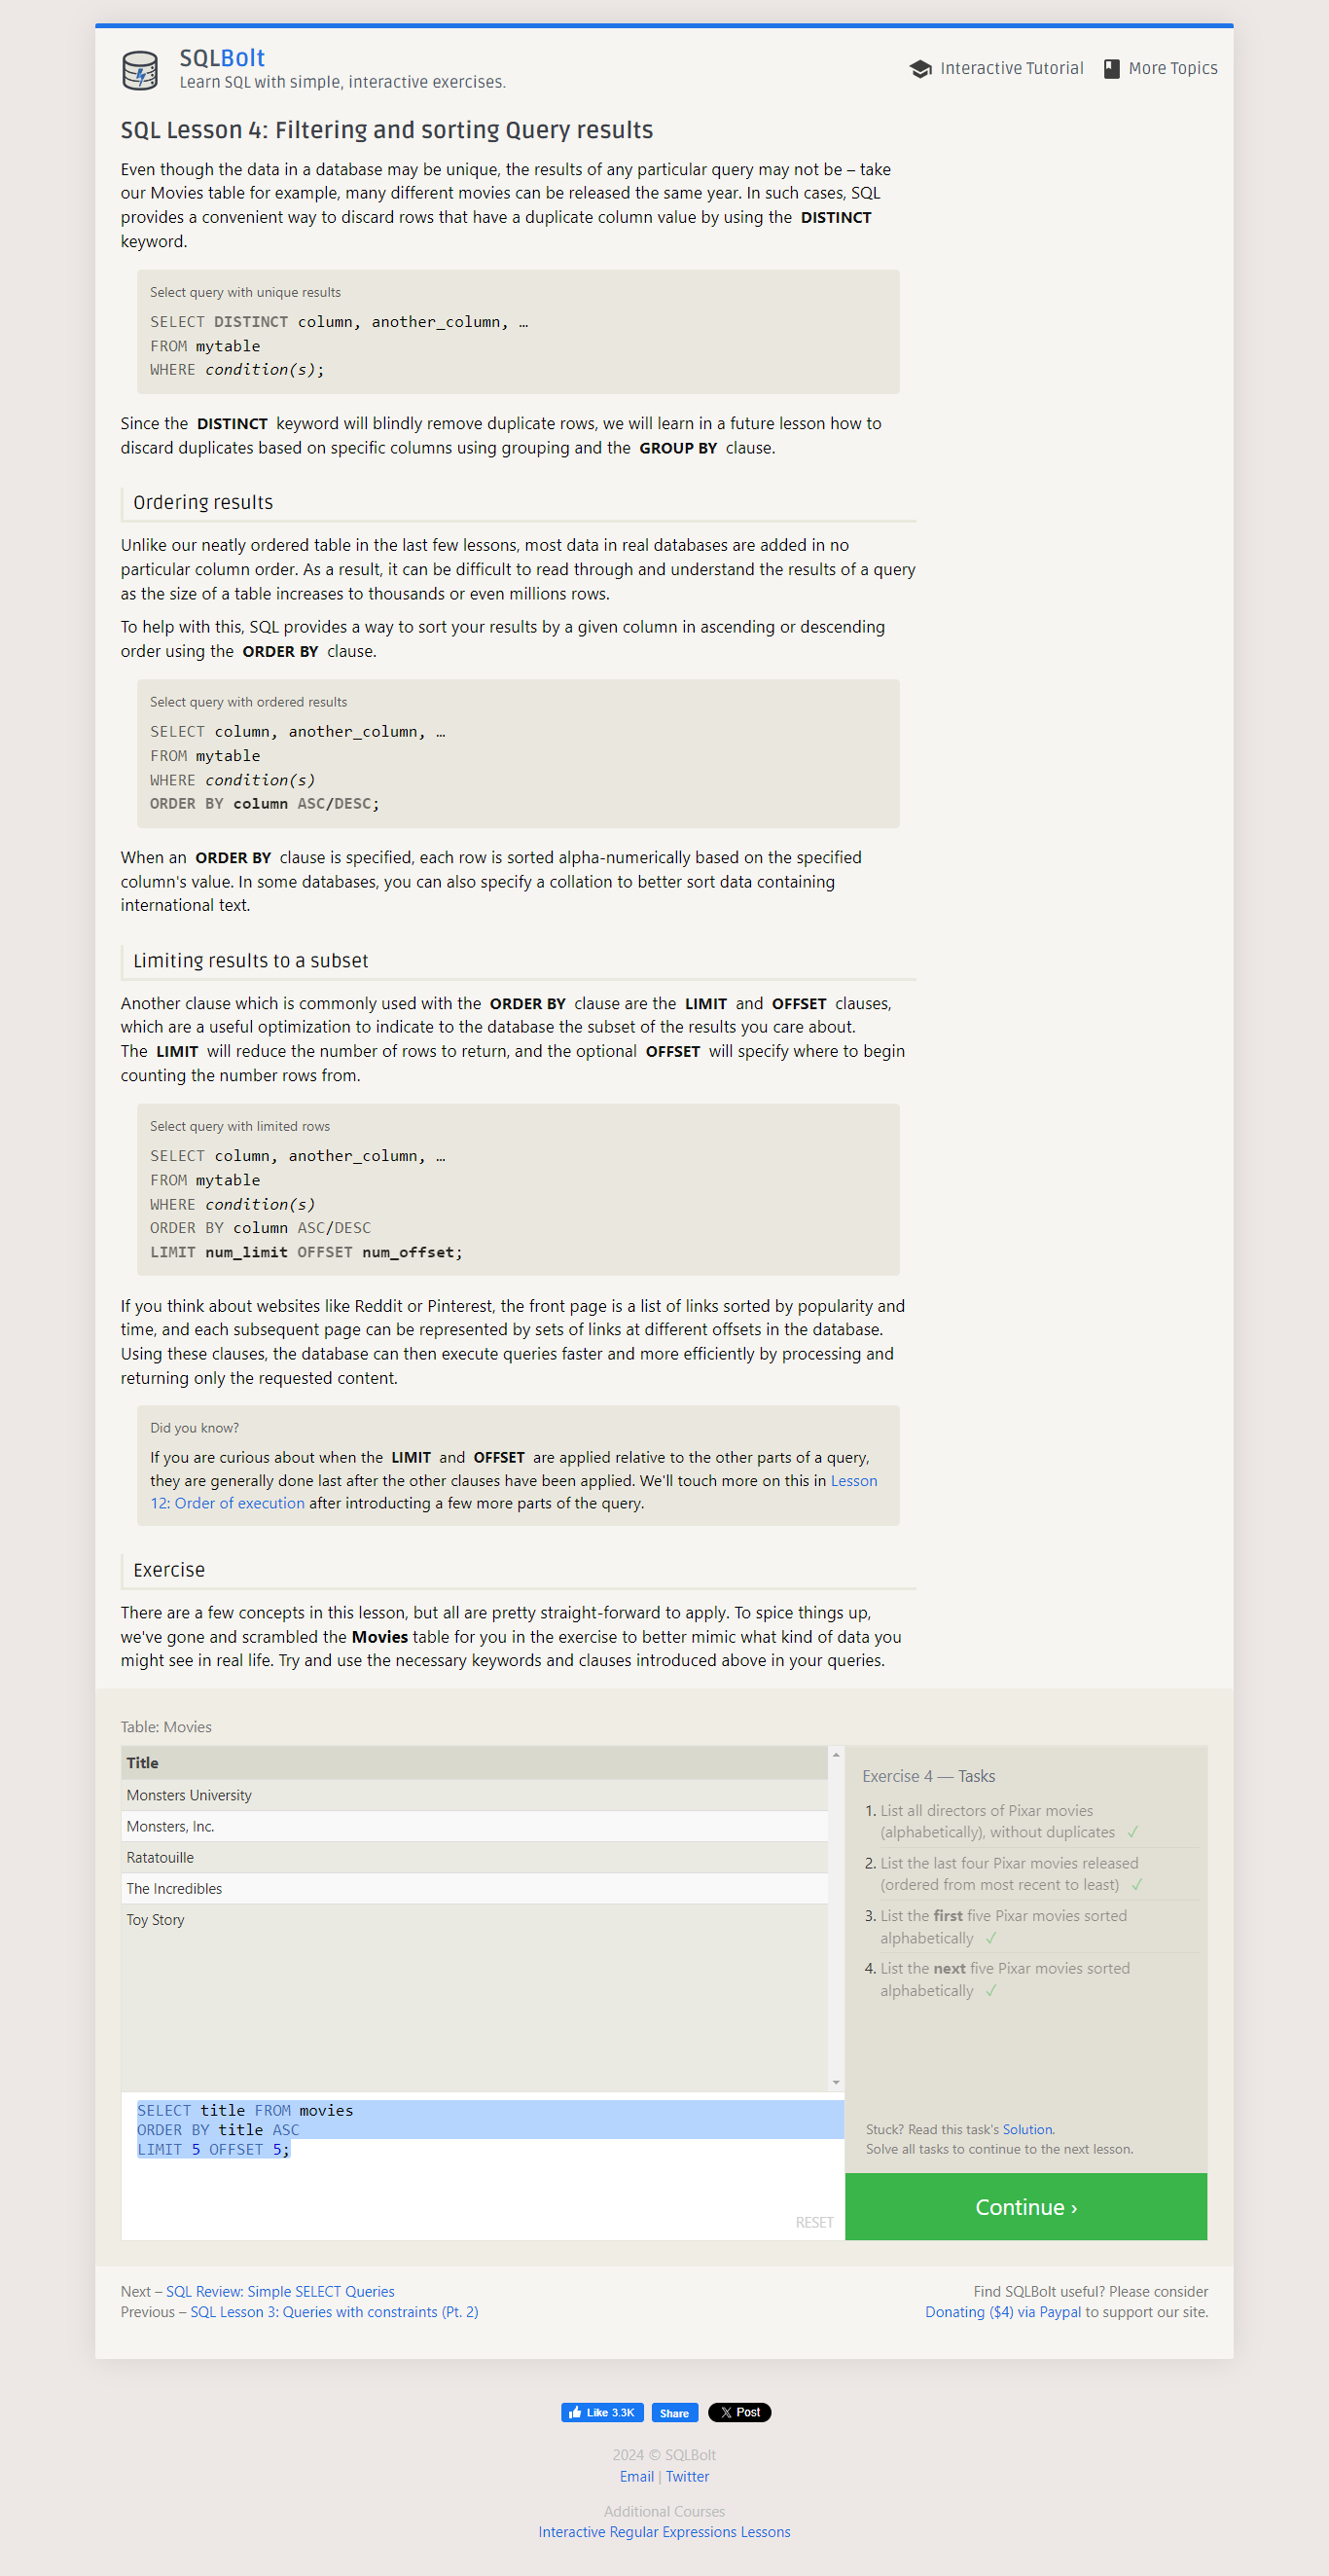 SQLBolt
Learn SQL with simple, interactive exercises.
Interactive Tutorial
More Topics
SQL Lesson 4: Filtering and sorting Query results
Even though the data in a database may be unique, the results of any particular query may not be – take
our Movies table for example, many different movies can be released the same year. In such cases, SQL
provides a convenient way to discard rows that have a duplicate column value by using the DISTINCT
keyword.
Select query with unique results
SELECT DISTINCT column, another_column, …
FROM mytable
WHERE condition(s);
Since the DISTINCT keyword will blindly remove duplicate rows, we will learn in a future lesson how to
discard duplicates based on specific columns using grouping and the GROUP BY clause.
Ordering results
Unlike our neatly ordered table in the last few lessons, most data in real databases are added in no
particular column order. As a result, it can be difficult to read through and understand the results of a query
as the size of a table increases to thousands or even millions rows.
To help with this, SQL provides a way to sort your results by a given column in ascending or descending
order using the ORDER BY clause.
Select query with ordered results
SELECT column, another_column, …
FROM mytable
WHERE condition(s)
ORDER BY column ASC/DESC;
When an ORDER BY clause is specified, each row is sorted alpha-numerically based on the specified
column's value. In some databases, you can also specify a collation to better sort data containing
international text.
Limiting results to a subset
Another clause which is commonly used with the ORDER BY clause are the LIMIT and OFFSET clauses,
which are a useful optimization to indicate to the database the subset of the results you care about.
The LIMIT will reduce the number of rows to return, and the optional OFFSET will specify where to begin
counting the number rows from.
Select query with limited rows
SELECT column, another_column, …
FROM mytable
WHERE condition(s)
ORDER BY column ASC/DESC
LIMIT num_limit OFFSET num_offset;
If you think about websites like Reddit or Pinterest, the front page is a list of links sorted by popularity and
time, and each subsequent page can be represented by sets of links at different offsets in the database.
Using these clauses, the database can then execute queries faster and more efficiently by processing and
returning only the requested content.
Did you know?
If you are curious about when the LIMIT and OFFSET are applied relative to the other parts of a query,
they are generally done last after the other clauses have been applied. We'll touch more on this in Lesson
12: Order of execution after introducting a few more parts of the query.
Exercise
There are a few concepts in this lesson, but all are pretty straight-forward to apply. To spice things up,
we've gone and scrambled the Movies table for you in the exercise to better mimic what kind of data you
might see in real life. Try and use the necessary keywords and clauses introduced above in your queries.
Table: Movies
Title
Monsters University
Monsters, Inc.
Ratatouille
The Incredibles
Toy Story
SELECT title FROM movies
ORDER BY title ASC
LIMIT 5 OFFSET 5;
RESET
Exercise 4 — Tasks
1. List all directors of Pixar movies
(alphabetically), without duplicates ✓
2. List the last four Pixar movies released
(ordered from most recent to least) ✓
3. List the first five Pixar movies sorted
alphabetically ✓
4. List the next five Pixar movies sorted
alphabetically ✓
Stuck? Read this task's Solution.
Solve all tasks to continue to the next lesson.
Continue ›
Next – SQL Review: Simple SELECT Queries
Previous – SQL Lesson 3: Queries with constraints (Pt. 2)
Find SQLBolt useful? Please consider
Donating ($4) via Paypal to support our site.
Like 3.3K
Share
Post
2024 © SQLBolt
Email | Twitter
Additional Courses
Interactive Regular Expressions Lessons